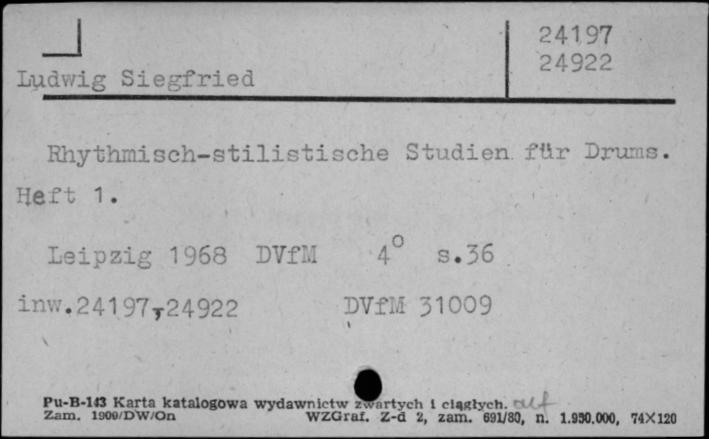 24197
24922
Ludwig Siegfried
Rhythmisch-stilistische Studien für Drums.
Heft 1.
Leipzig 1968 DVfM 4° s.36
inw.24197,24922 DVfM 31009
Pu-B-143 Karta katalogowa wydawnictw zwartych i ciągłych. alf
Zam. 1909/DW/On WZGraf. Z-d 2, zam. 691/80, n. 1.950.000, 74X120